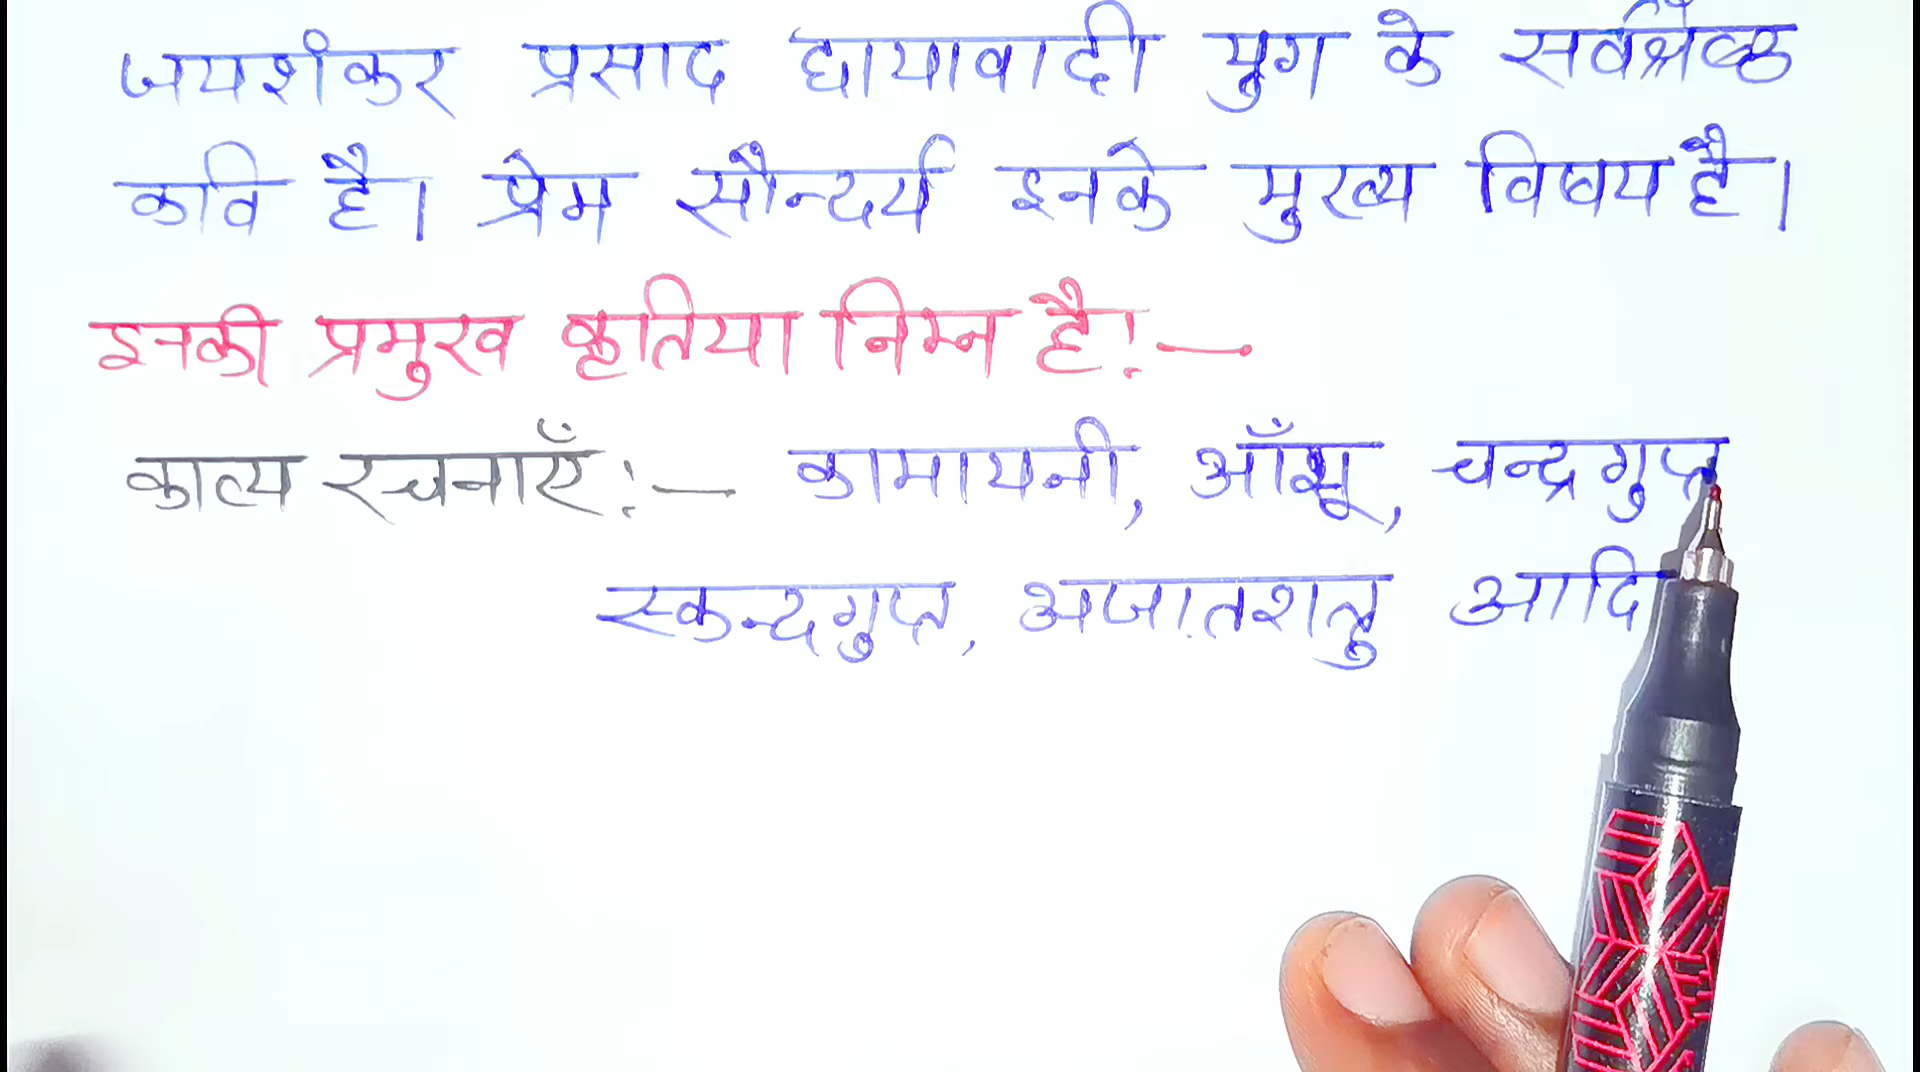 जयशंकर प्रसाद छायावादी युग के सर्वश्रेष्ठ
कवि है। प्रेम सौन्दर्य इनके मुख्य विषय है।
इनकी प्रमुख कृतिया निम्न है!—
काव्य रचनाएँ:— कामायनी, आँसू, चन्द्रगुप्त
स्कन्दगुप्त, अजातशत्रु आदि